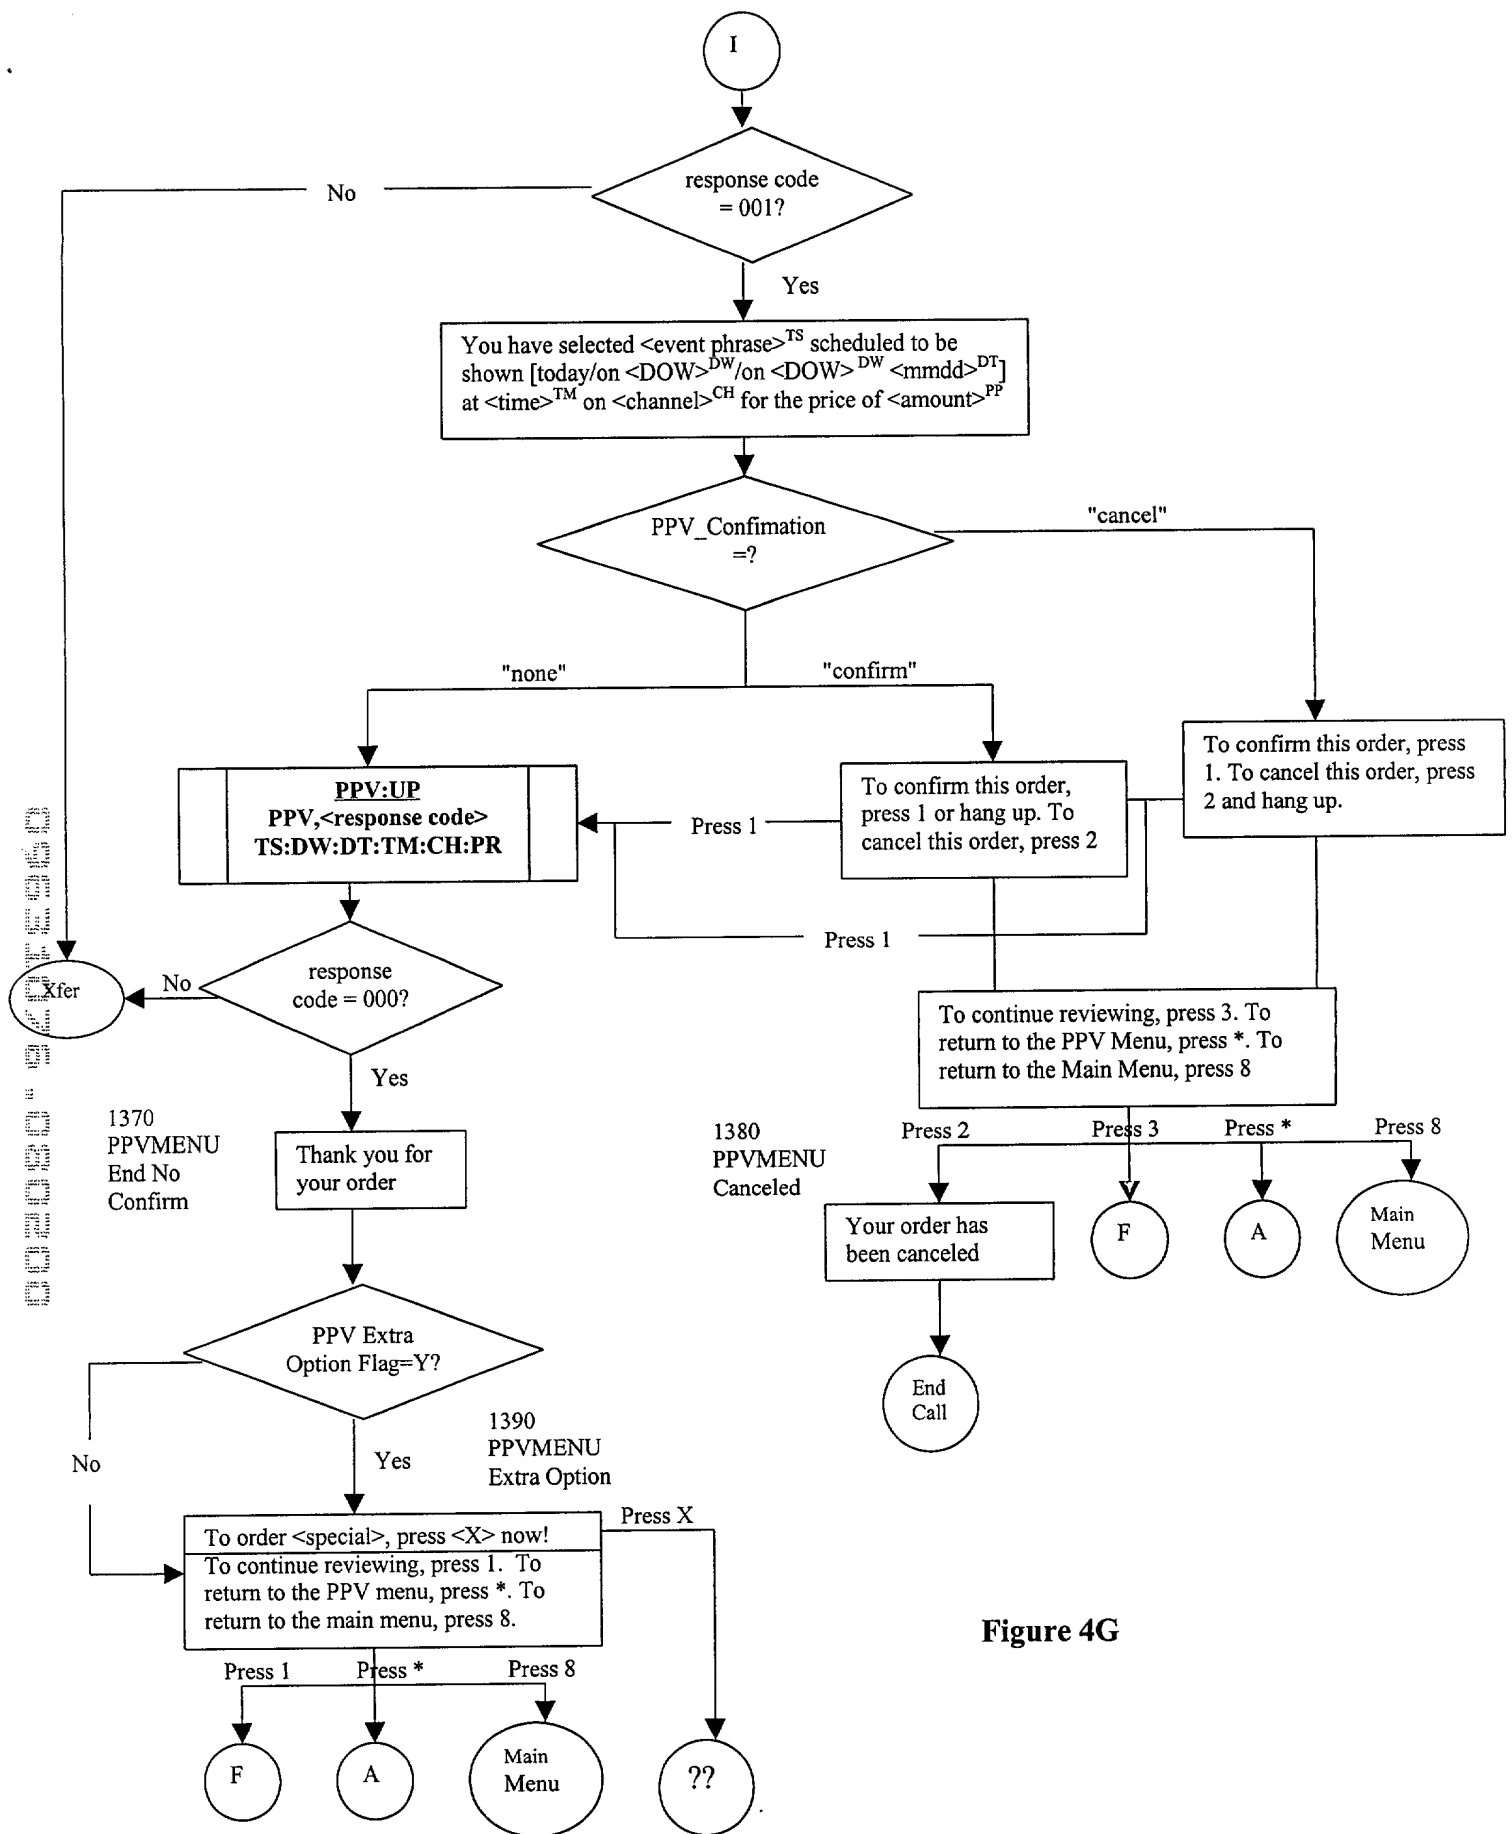 I
response code
= 001?
No
Yes
You have selected <event phrase>TS scheduled to be
shown [today/on <DOW>DW/on <DOW> DW <mmdd>DT]
at <time>TM on <channel>CH for the price of <amount>PP
PPV_Confimation
=?
"cancel"
"none"
"confirm"
PPV:UP
PPV,<response code>
TS:DW:DT:TM:CH:PR
Press 1
To confirm this order,
press 1 or hang up. To
cancel this order, press 2
To confirm this order, press
1. To cancel this order, press
2 and hang up.
Press 1
Xfer
No
response
code = 000?
Yes
To continue reviewing, press 3. To
return to the PPV Menu, press *. To
return to the Main Menu, press 8
1370
PPVMENU
End No
Confirm
Thank you for
your order
1380
PPVMENU
Canceled
Press 2
Press 3
Press *
Press 8
Your order has
been canceled
F
A
Main
Menu
End
Call
PPV Extra
Option Flag=Y?
No
Yes
1390
PPVMENU
Extra Option
To order <special>, press <X> now!
To continue reviewing, press 1. To
return to the PPV menu, press *. To
return to the main menu, press 8.
Press X
Press 1
Press *
Press 8
F
A
Main
Menu
??
Figure 4G